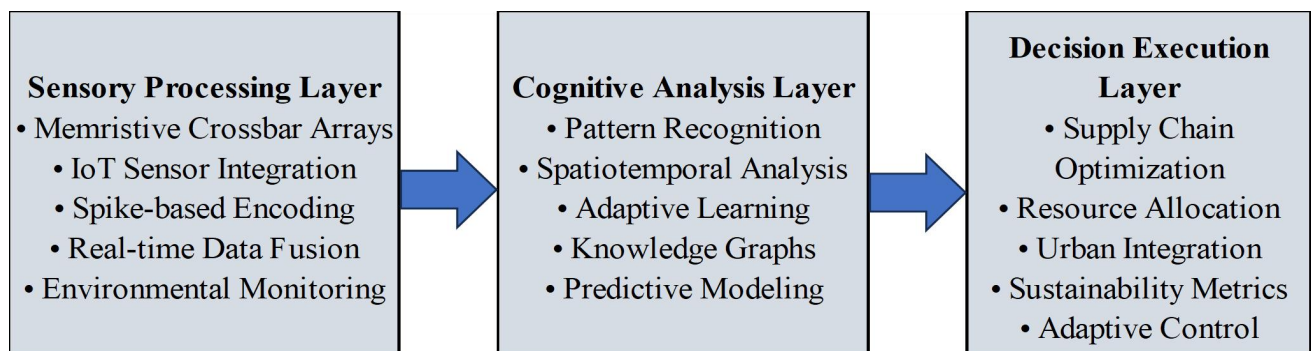 Sensory Processing Layer
• Memristive Crossbar Arrays
• IoT Sensor Integration
• Spike-based Encoding
• Real-time Data Fusion
• Environmental Monitoring
Cognitive Analysis Layer
• Pattern Recognition
• Spatiotemporal Analysis
• Adaptive Learning
• Knowledge Graphs
• Predictive Modeling
Decision Execution
Layer
• Supply Chain
Optimization
• Resource Allocation
• Urban Integration
• Sustainability Metrics
• Adaptive Control